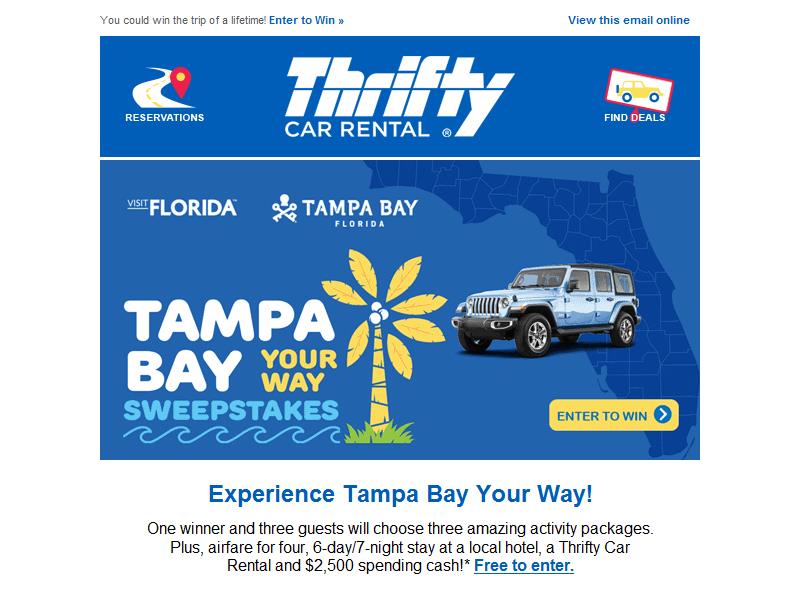 You could win the trip of a lifetime! Enter to Win »
View this email online
RESERVATIONS
Thrifty
CAR RENTAL ®
FIND DEALS
VISIT FLORIDA™
TAMPA BAY
FLORIDA
TAMPA
BAY YOUR WAY
SWEEPSTAKES
ENTER TO WIN
Experience Tampa Bay Your Way!
One winner and three guests will choose three amazing activity packages.
Plus, airfare for four, 6-day/7-night stay at a local hotel, a Thrifty Car
Rental and $2,500 spending cash!* Free to enter.